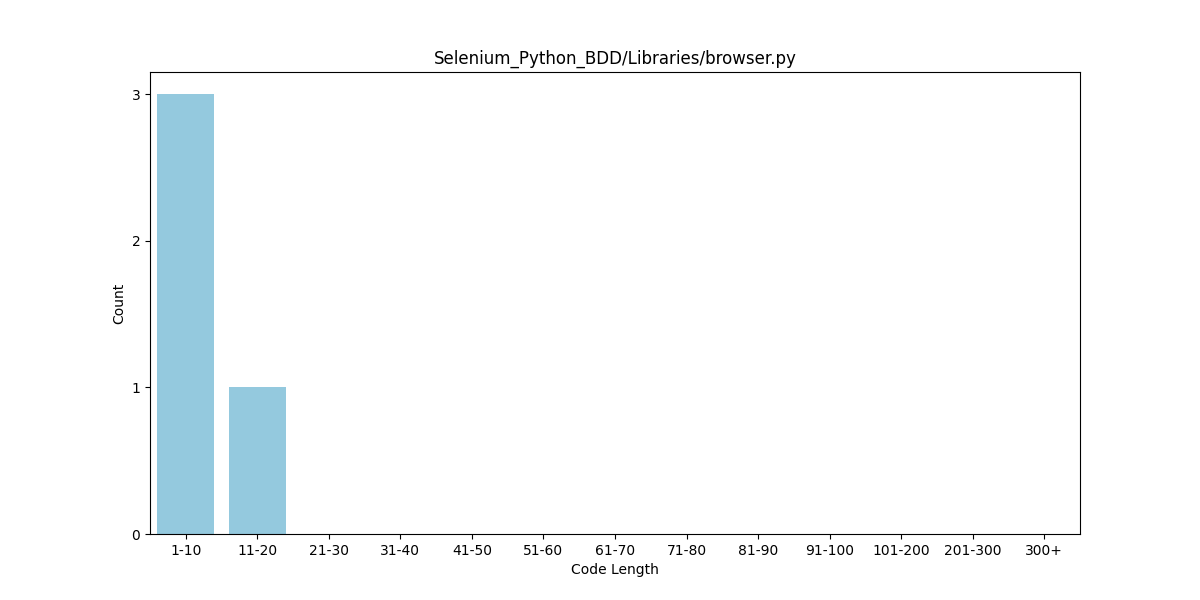 Selenium_Python_BDD/Libraries/browser.py
3
2
1
0
Count
1-10 11-20 21-30 31-40 41-50 51-60 61-70 71-80 81-90 91-100 101-200 201-300 300+
Code Length